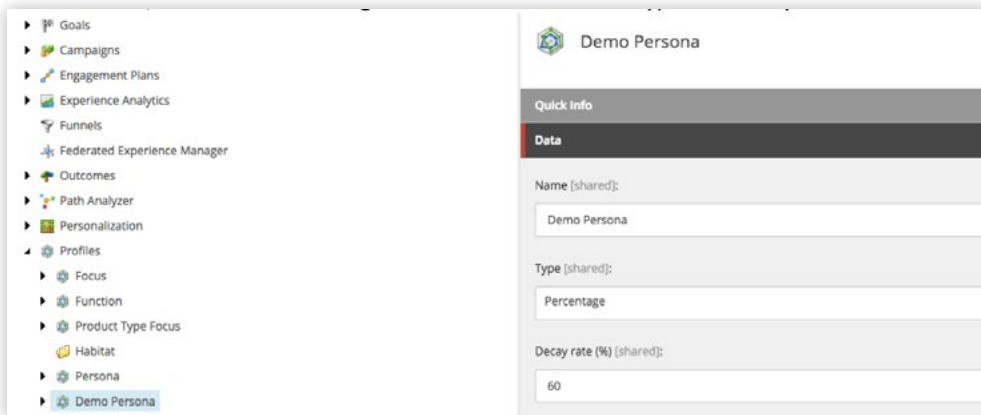 Goals
Campaigns
Engagement Plans
Experience Analytics
Funnels
Federated Experience Manager
Outcomes
Path Analyzer
Personalization
Profiles
Focus
Function
Product Type Focus
Habitat
Persona
Demo Persona
Demo Persona
Quick Info
Data
Name [shared]:
Demo Persona
Type [shared]:
Percentage
Decay rate (%) [shared]:
60